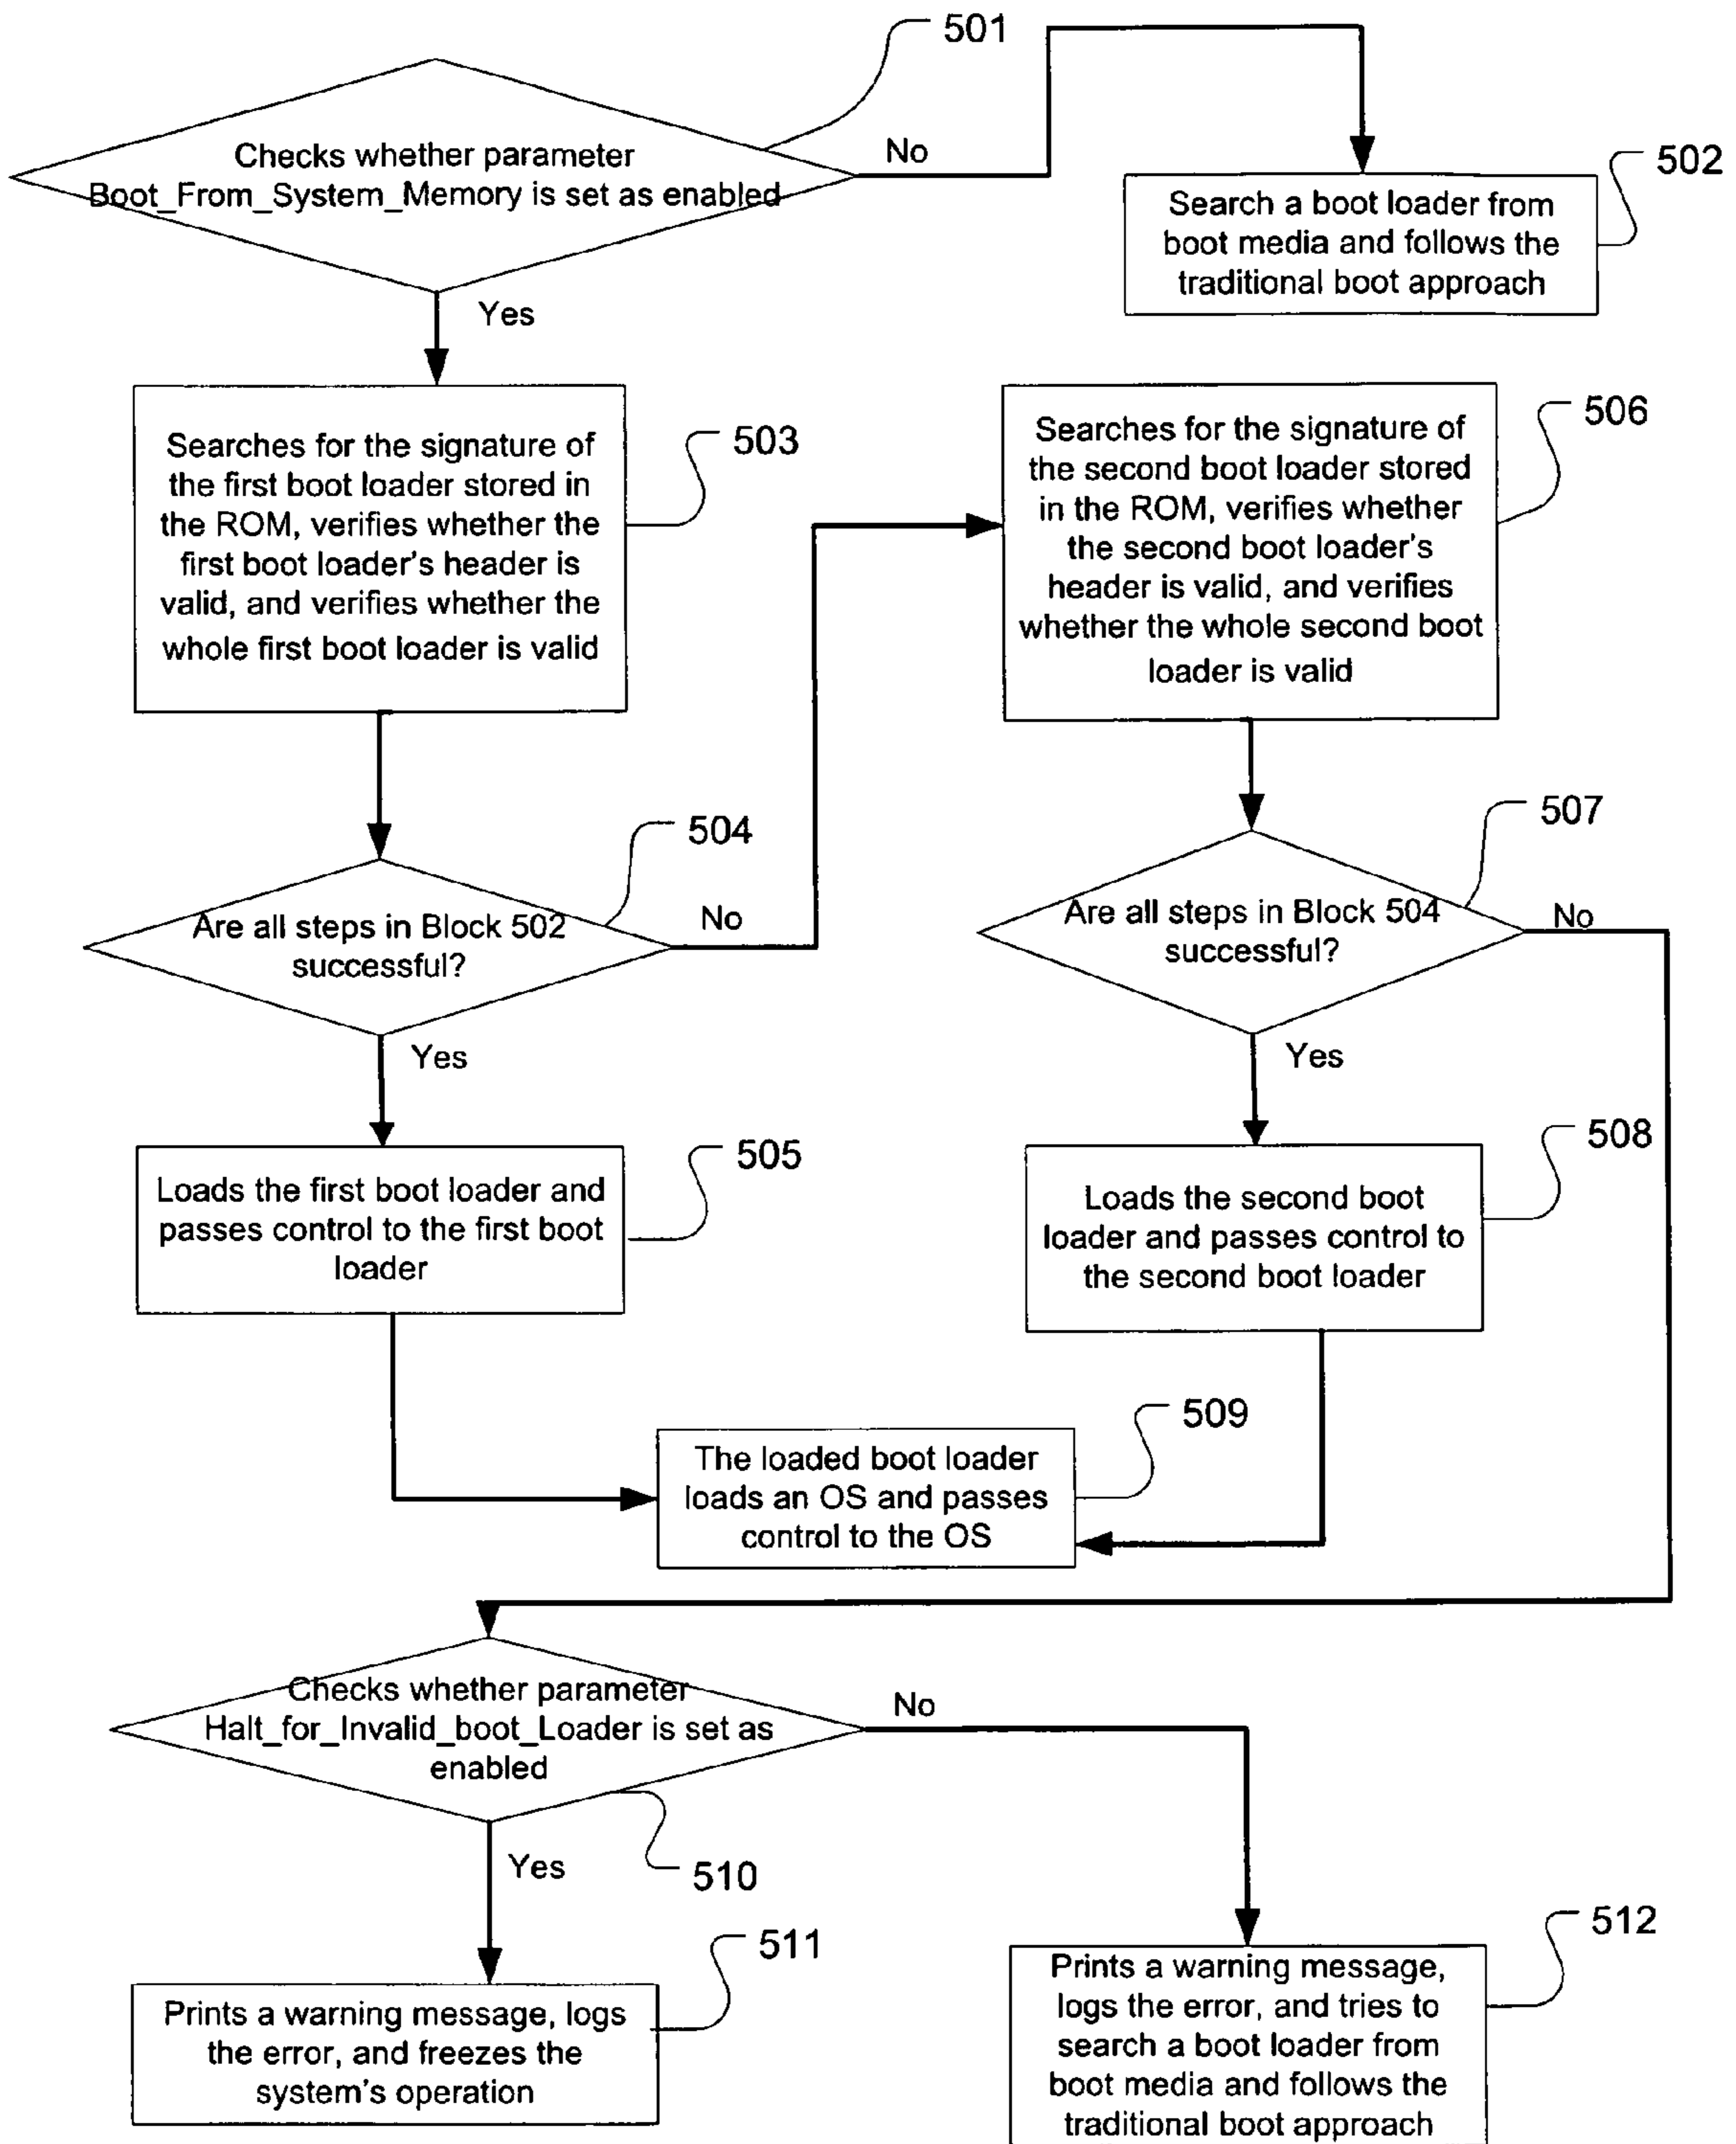 501
Checks whether parameter
Boot_From_System_Memory is set as enabled
No
502
Search a boot loader from
boot media and follows the
traditional boot approach
Yes
Searches for the signature of
the first boot loader stored in
the ROM, verifies whether the
first boot loader's header is
valid, and verifies whether the
whole first boot loader is valid
503
Searches for the signature of
the second boot loader stored
in the ROM, verifies whether
the second boot loader's
header is valid, and verifies
whether the whole second boot
loader is valid
506
504
Are all steps in Block 502
successful?
No
507
Are all steps in Block 504
successful?
No
Yes
Yes
505
Loads the first boot loader and
passes control to the first boot
loader
508
Loads the second boot
loader and passes control to
the second boot loader
509
The loaded boot loader
loads an OS and passes
control to the OS
Checks whether parameter
Halt_for_Invalid_boot_Loader is set as
enabled
No
510
Yes
511
Prints a warning message, logs
the error, and freezes the
system's operation
512
Prints a warning message,
logs the error, and tries to
search a boot loader from
boot media and follows the
traditional boot approach